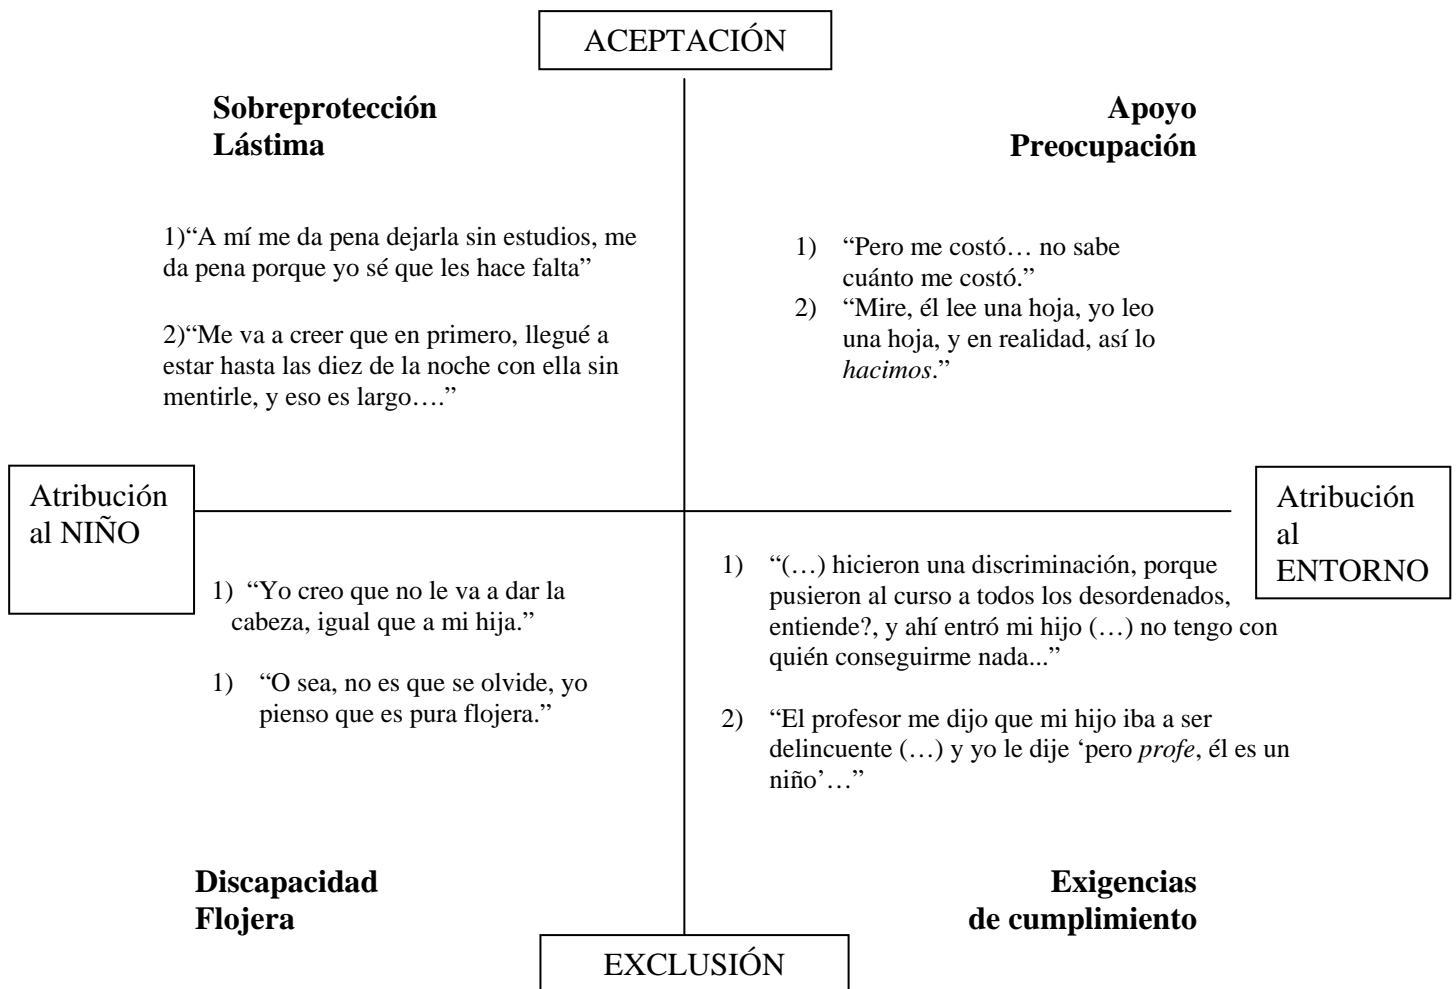 ACEPTACIÓN
Sobreprotección
Lástima
Apoyo
Preocupación
1)“A mí me da pena dejarla sin estudios, me
da pena porque yo sé que les hace falta”
2)“Me va a creer que en primero, llegué a
estar hasta las diez de la noche con ella sin
mentirle, y eso es largo….”
1) “Pero me costó… no sabe
cuánto me costó.”
2) “Mire, él lee una hoja, yo leo
una hoja, y en realidad, así lo
hacimos.”
Atribución
al NIÑO
Atribución
al
ENTORNO
1) “Yo creo que no le va a dar la
cabeza, igual que a mi hija.”
1) “O sea, no es que se olvide, yo
pienso que es pura flojera.”
1) “(…) hicieron una discriminación, porque
pusieron al curso a todos los desordenados,
entiende?, y ahí entró mi hijo (…) no tengo con
quién conseguirme nada...”
2) “El profesor me dijo que mi hijo iba a ser
delincuente (…) y yo le dije ‘pero profe, él es un
niño’…”
Discapacidad
Flojera
Exigencias
de cumplimiento
EXCLUSIÓN